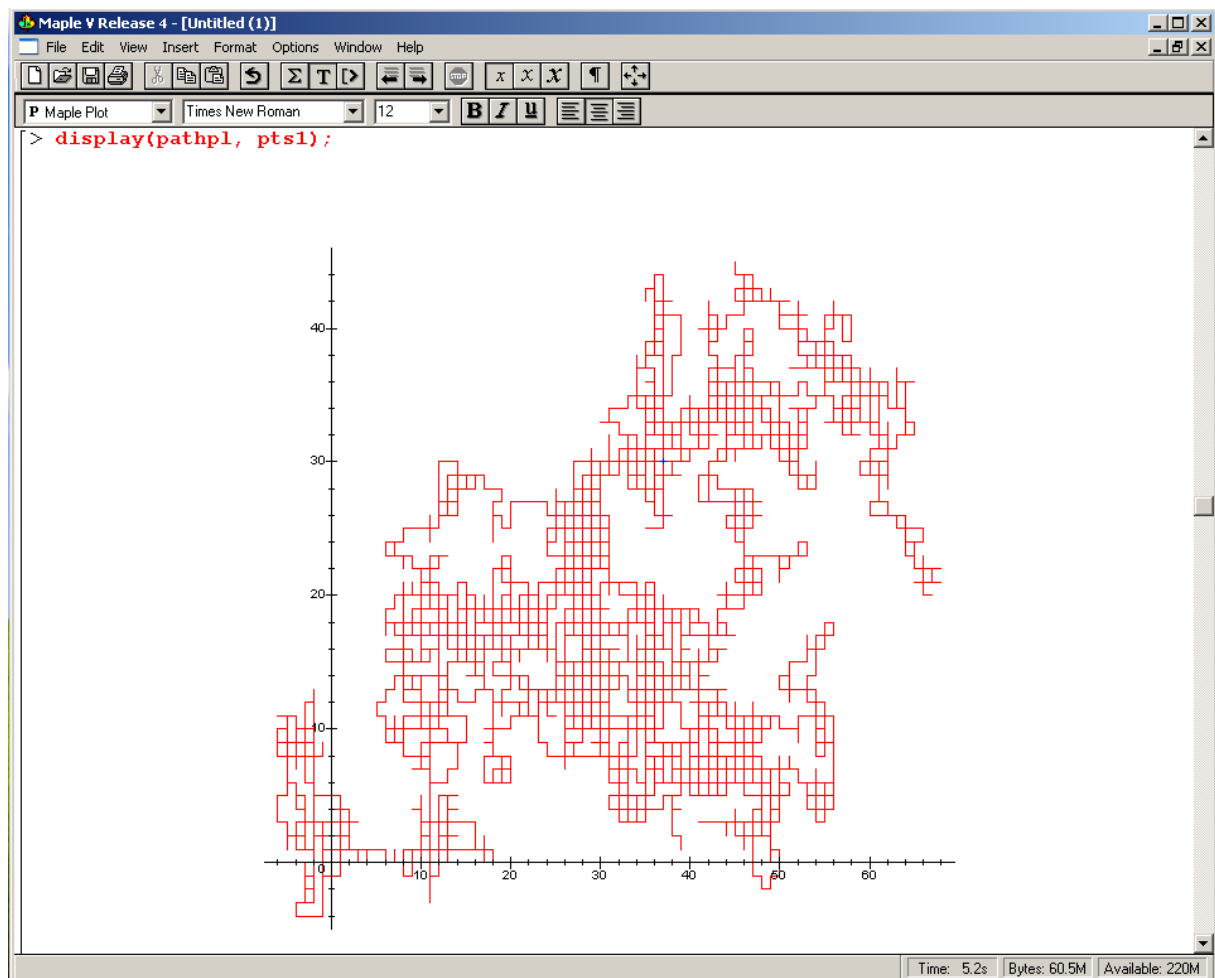 Maple V Release 4 - [Untitled (1)]
File Edit View Insert Format Options Window Help
Σ T [> STOP x x x ¶
P Maple Plot Times New Roman 12 B I u
[> display(pathpl, pts1);
40
30
20
10
0 10 20 30 40 50 60
Time: 5.2s Bytes: 60.5M Available: 220M